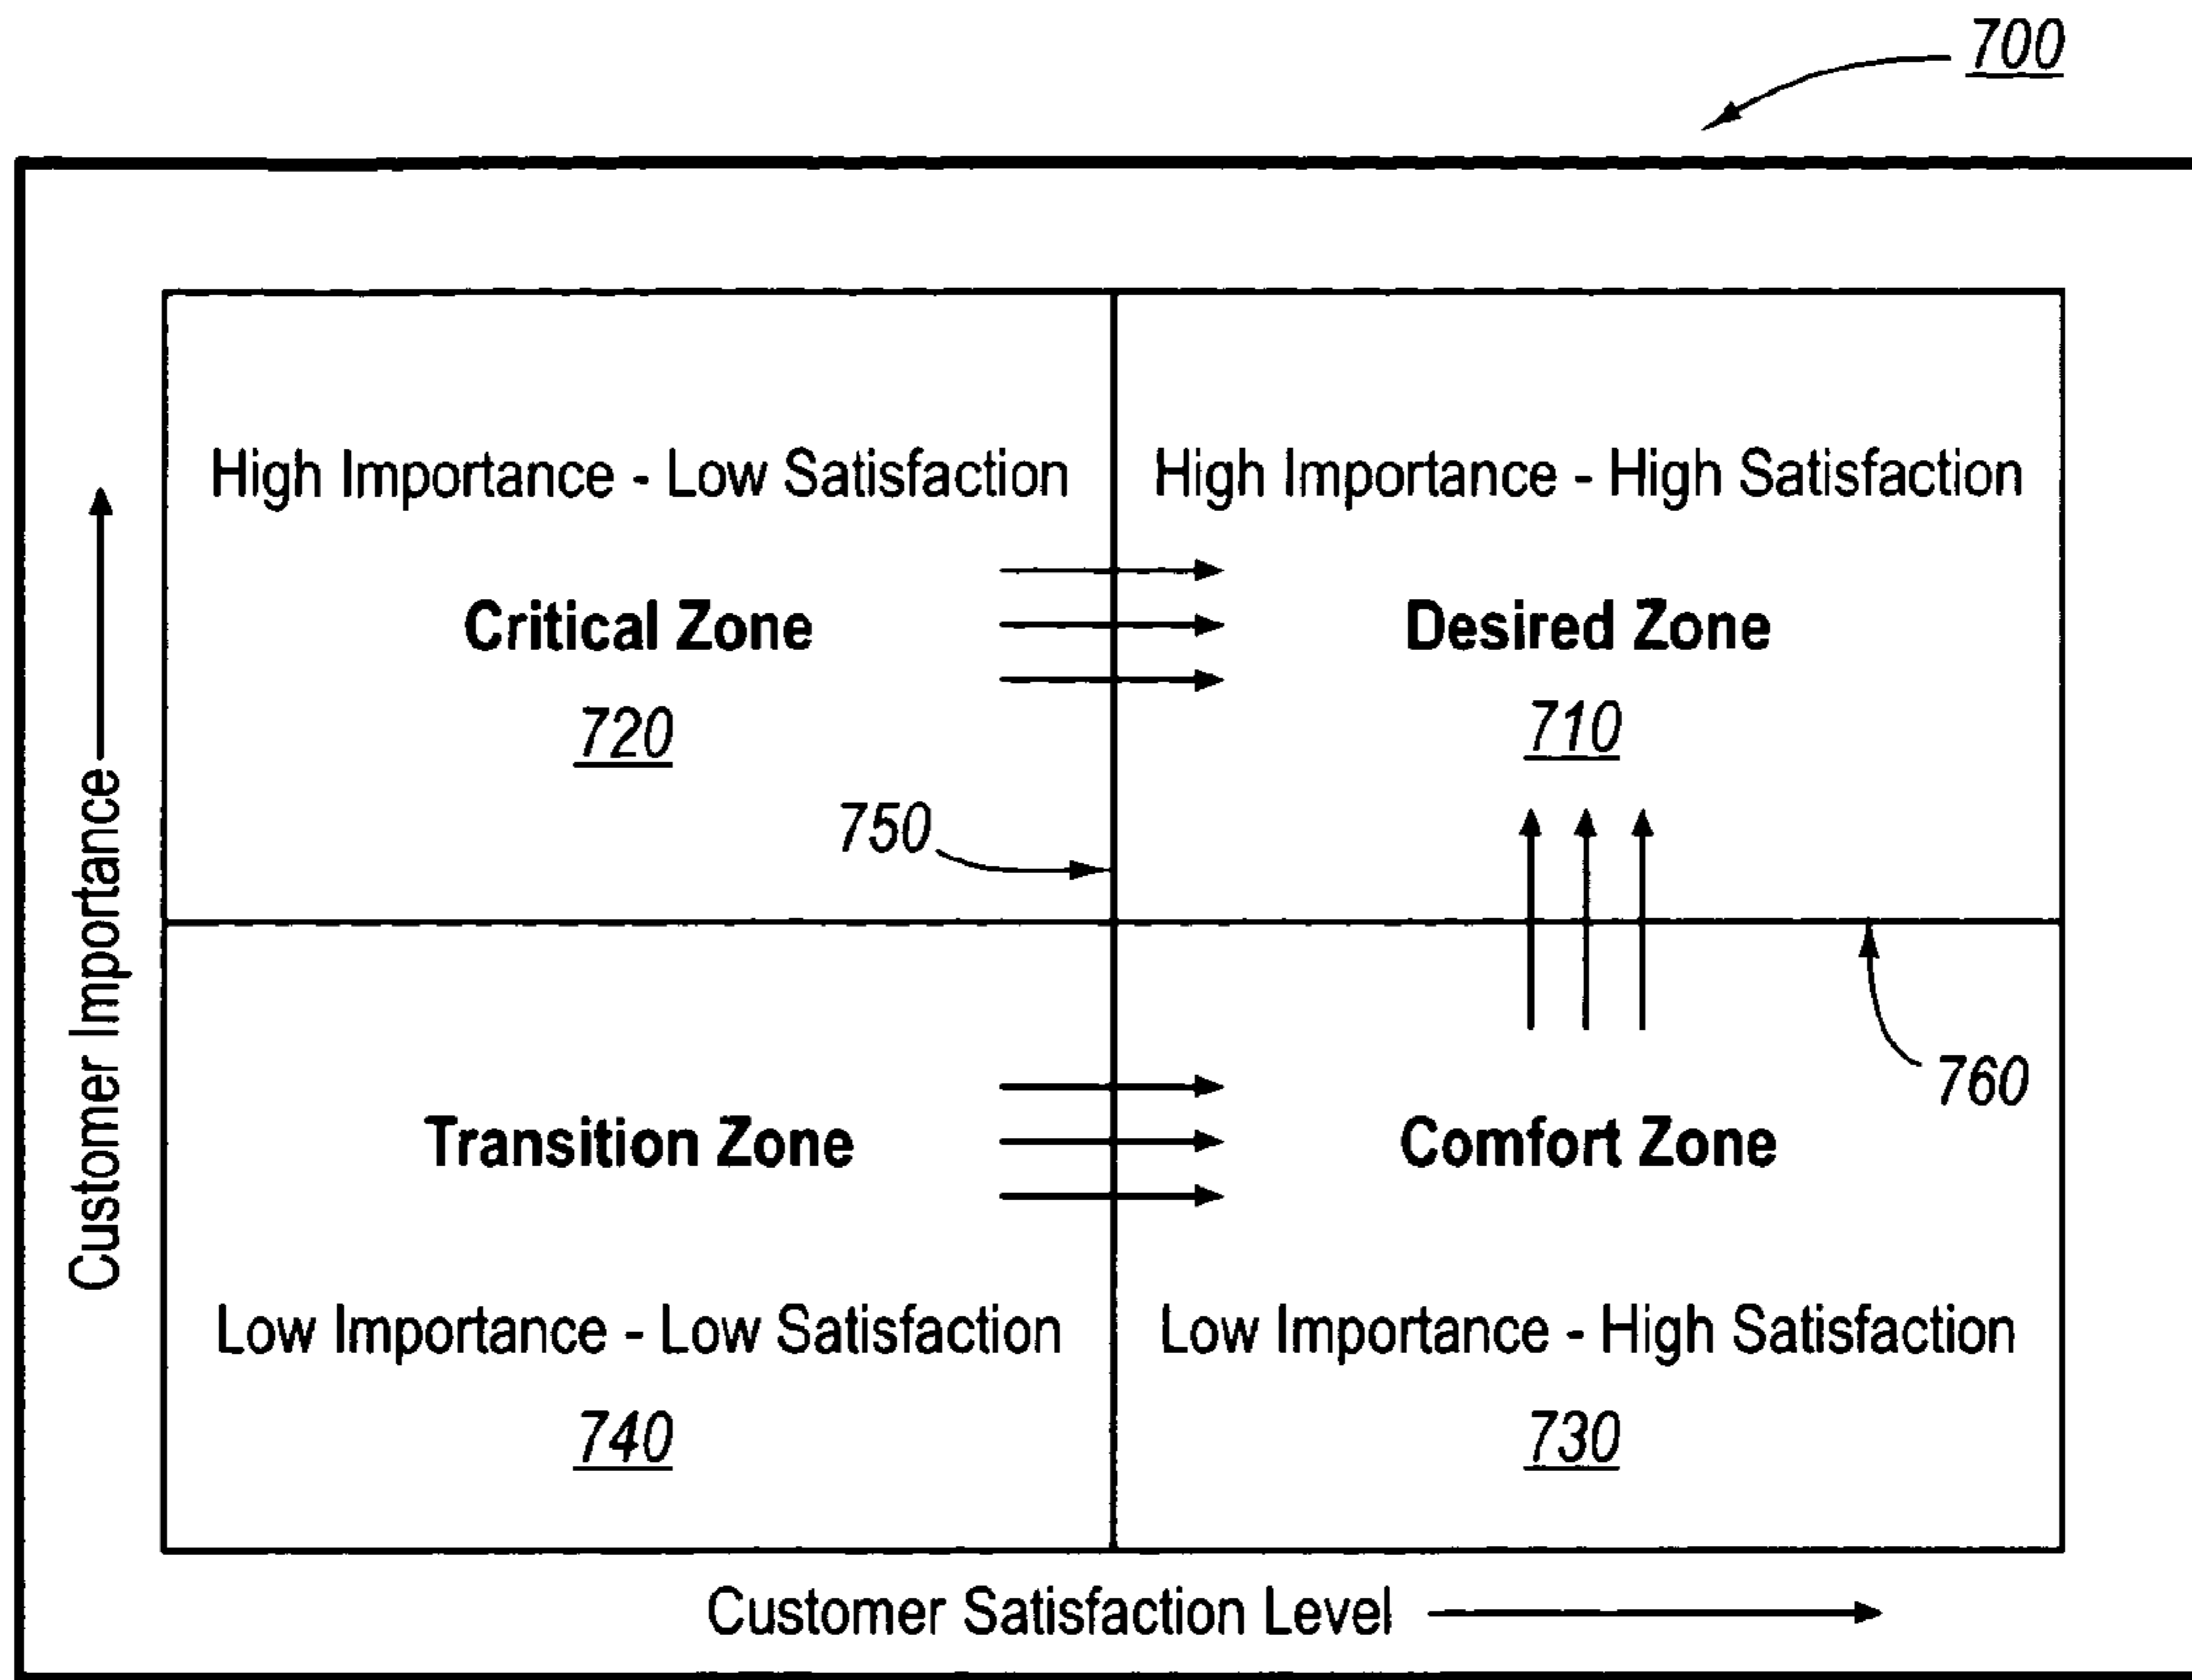 700
High Importance - Low Satisfaction
High Importance - High Satisfaction
Critical Zone
Desired Zone
720
710
750
Customer Importance
760
Transition Zone
Comfort Zone
Low Importance - Low Satisfaction
Low Importance - High Satisfaction
740
730
Customer Satisfaction Level